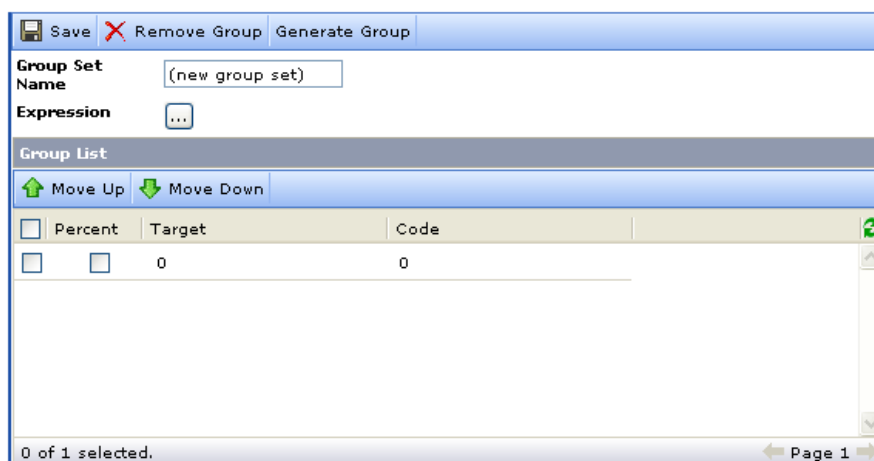 Save Remove Group Generate Group
Group Set
Name
(new group set)
Expression
...
Group List
Move Up Move Down
Percent Target Code
0 0
0 of 1 selected.
Page 1